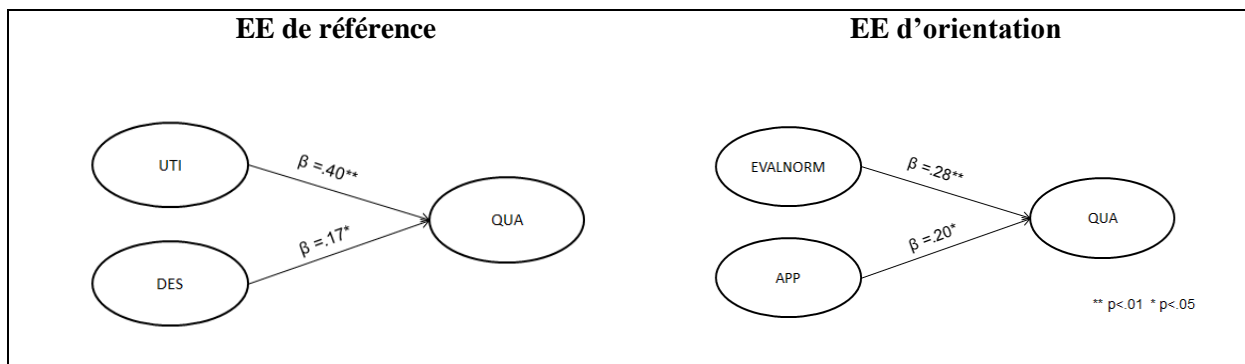 EE de référence
UTI
β =.40**
QUA
β =.17*
DES
EE d’orientation
EVALNORM
β =.28**
QUA
β =.20*
APP
** p<.01 * p<.05